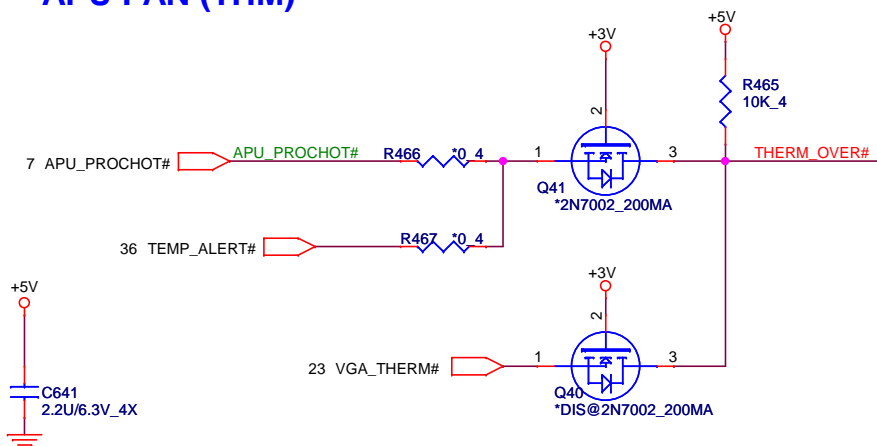 APU FAN (THM)
+3V
+5V
R465
10K_4
2
7 APU_PROCHOT#
APU_PROCHOT#
R466
*0_4
1
3
THERM_OVER#
Q41
*2N7002_200MA
36 TEMP_ALERT#
R467
*0_4
+5V
+3V
2
23 VGA_THERM#
1
3
C641
2.2U/6.3V_4X
Q40
*DIS@2N7002_200MA